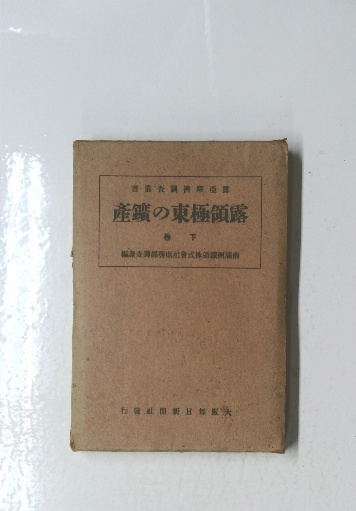 露亞經濟調査叢書
露領極東の鑛產
下卷
南滿洲鐵道株式會社庶務部調査課編
大阪每日新聞社發行